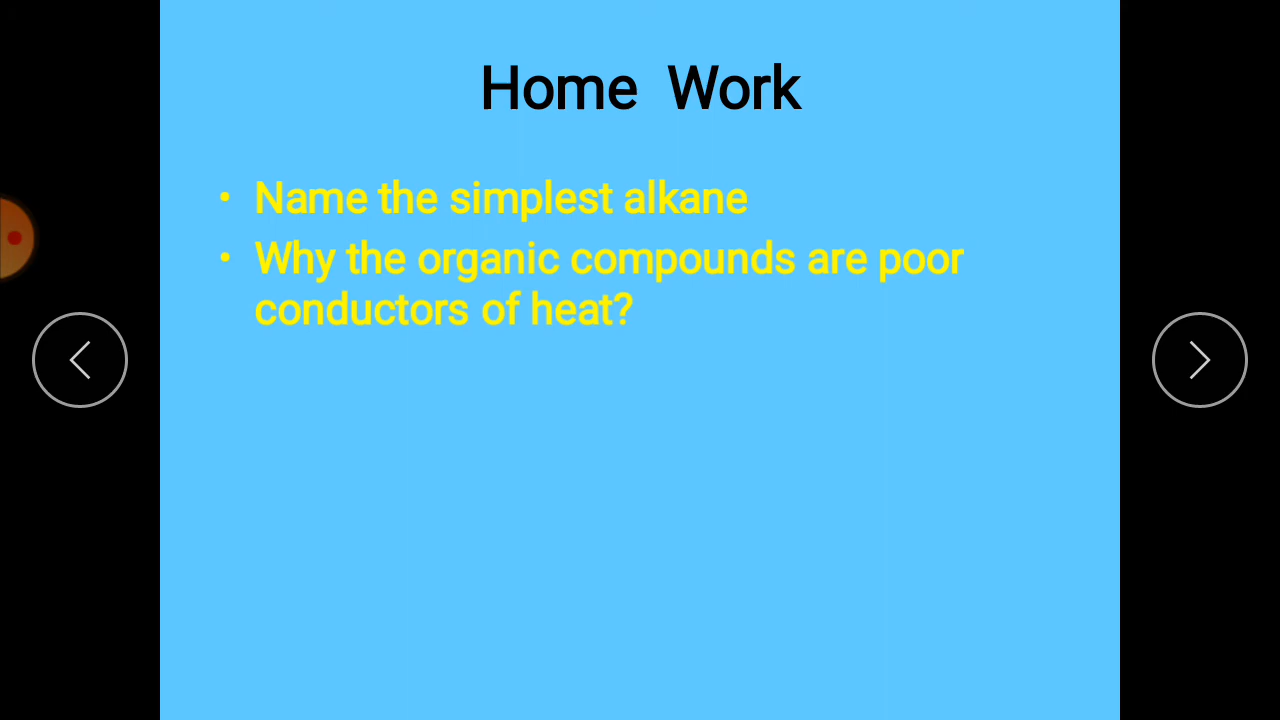 Home Work
• Name the simplest alkane
• Why the organic compounds are poor
conductors of heat?